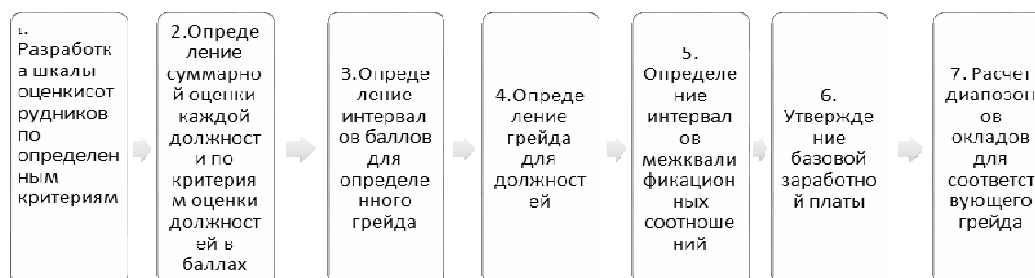 1.
Разработк
а шкалы
оценкисот
рудников
по
определен
ным
критериям
2.Опреде
ление
суммарно
й оценки
каждой
должност
и по
критерия
м оценки
должност
ей в
баллах
3.Опреде
ление
интервал
ов баллов
для
определе
нного
грейда
4.Опреде
ление
грейда
для
должност
ей
5.
Определе
ние
интервал
ов
межквали
фикацион
ных
соотноше
ний
6.
Утвержде
ние
базовой
заработно
й платы
7. Расчет
диапозон
ов
окладов
для
соответст
вующего
грейда